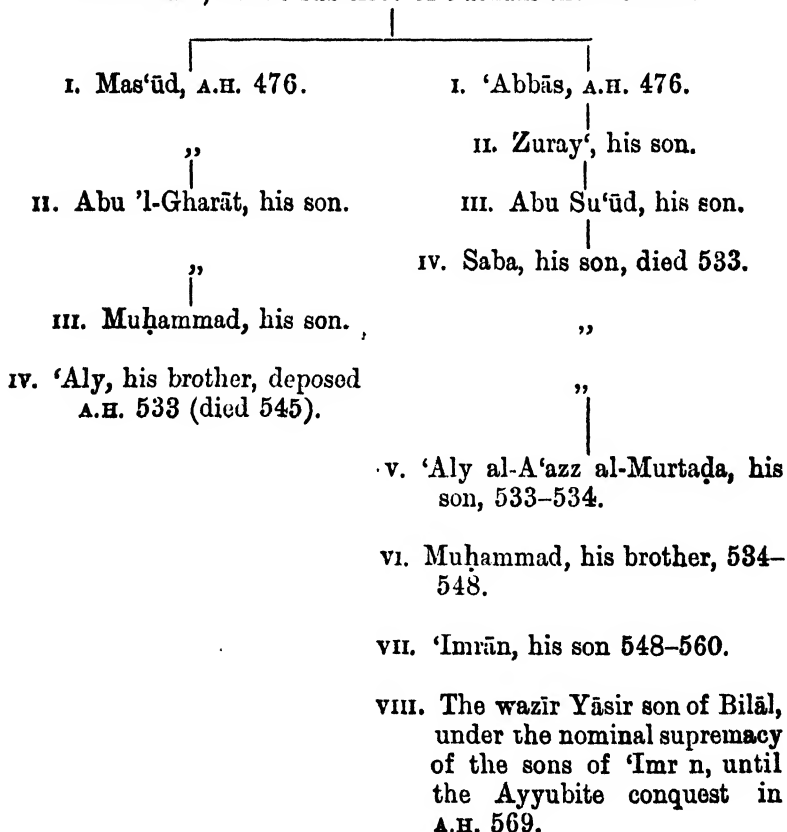 I. Mas‘ūd, A.H. 476.
„
II. Abu ’l-Gharāt, his son.
„
III. Muḥammad, his son.
IV. ‘Aly, his brother, deposed
A.H. 533 (died 545).
I. ‘Abbās, A.H. 476.
II. Zuray‘, his son.
III. Abu Su‘ūd, his son.
IV. Saba, his son, died 533.
„
„
V. ‘Aly al-A‘azz al-Murtaḍa, his
son, 533–534.
VI. Muḥammad, his brother, 534–
548.
VII. ‘Imrān, his son 548–560.
VIII. The wazīr Yāsir son of Bilāl,
under the nominal supremacy
of the sons of ‘Imr n, until
the Ayyubite conquest in
A.H. 569.